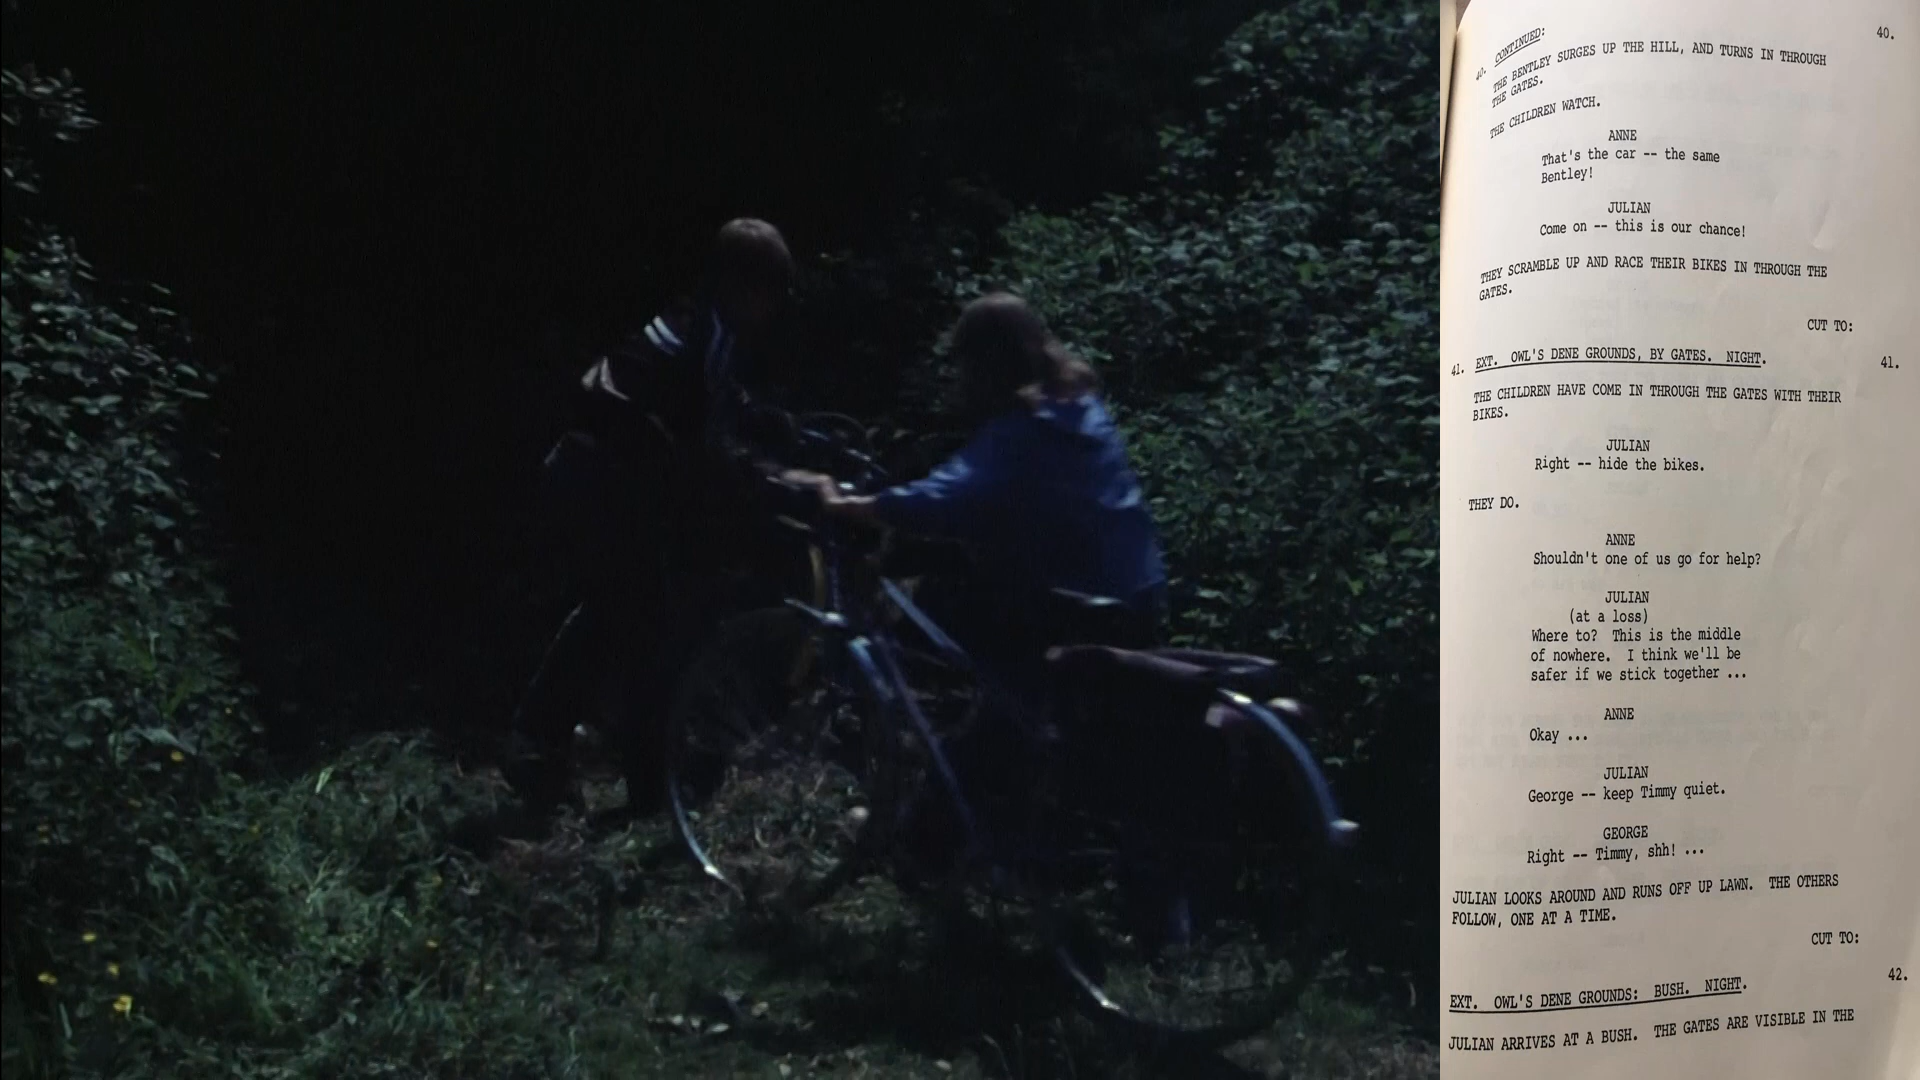 40. CONTINUED: 40.
THE BENTLEY SURGES UP THE HILL, AND TURNS IN THROUGH
THE GATES.
THE CHILDREN WATCH.
ANNE
That's the car -- the same
Bentley!
JULIAN
Come on -- this is our chance!
THEY SCRAMBLE UP AND RACE THEIR BIKES IN THROUGH THE
GATES.
CUT TO:
41. EXT. OWL'S DENE GROUNDS, BY GATES. NIGHT. 41.
THE CHILDREN HAVE COME IN THROUGH THE GATES WITH THEIR
BIKES.
JULIAN
Right -- hide the bikes.
THEY DO.
ANNE
Shouldn't one of us go for help?
JULIAN
(at a loss)
Where to? This is the middle
of nowhere. I think we'll be
safer if we stick together ...
ANNE
Okay ...
JULIAN
George -- keep Timmy quiet.
GEORGE
Right -- Timmy, shh! ...
JULIAN LOOKS AROUND AND RUNS OFF UP LAWN. THE OTHERS
FOLLOW, ONE AT A TIME.
CUT TO:
EXT. OWL'S DENE GROUNDS: BUSH. NIGHT. 42.
JULIAN ARRIVES AT A BUSH. THE GATES ARE VISIBLE IN THE